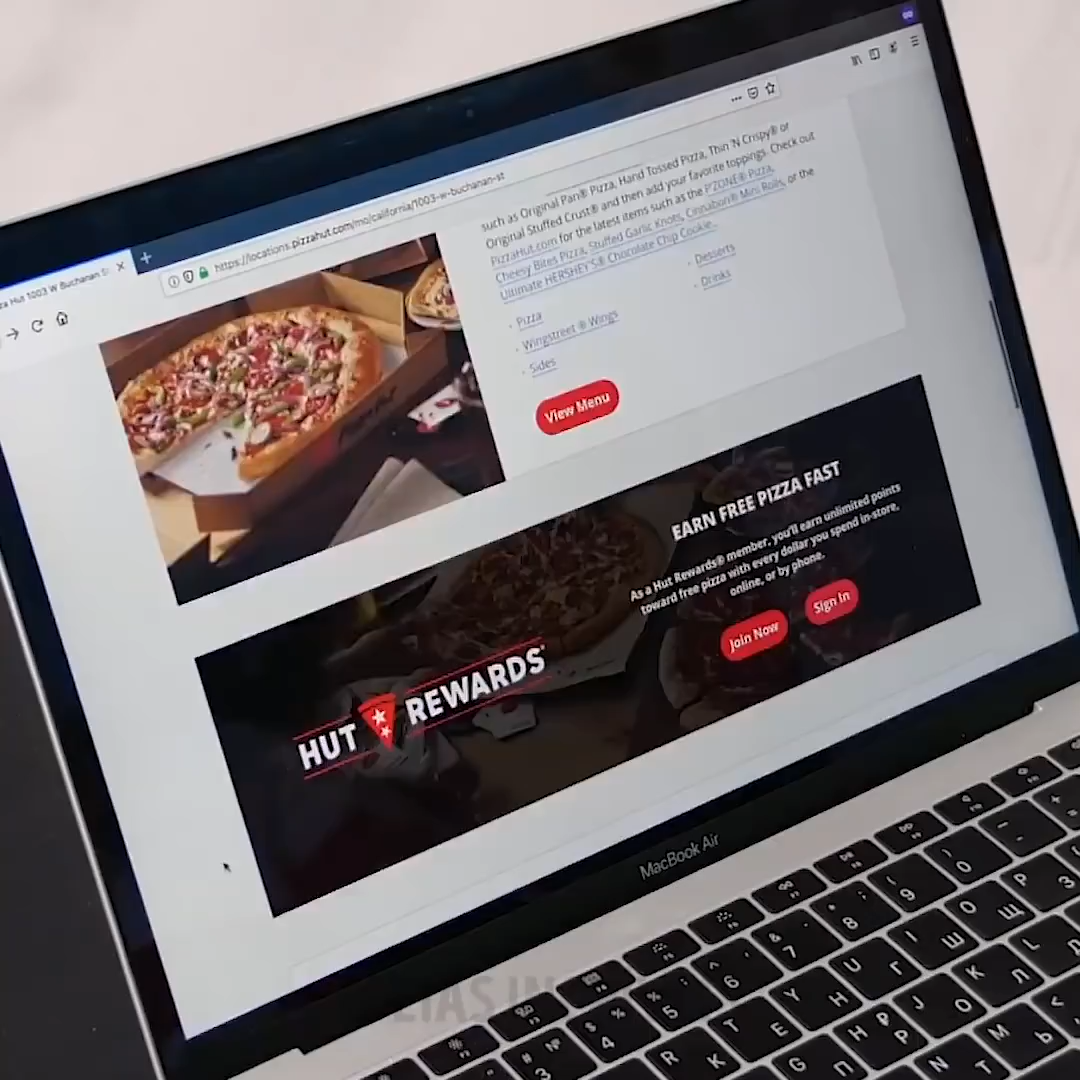 Hut 1003 W Buchanan S
https://locations.pizzahut.com/mo/california/1003-w-buchanan-st
such as Original Pan® Pizza, Hand Tossed Pizza, Thin 'N Crispy® or
Original Stuffed Crust® and then add your favorite toppings. Check out
PizzaHut.com for the latest items such as the P'ZONE® Pizza,
Cheesy Bites Pizza, Stuffed Garlic Knots, Cinnabon® Mini Rolls, or the
Ultimate HERSHEY'S® Chocolate Chip Cookie.
Pizza
Wingstreet ® Wings
Sides
Desserts
Drinks
View Menu
EARN FREE PIZZA FAST
As a Hut Rewards® member, you'll earn unlimited points
toward free pizza with every dollar you spend in-store,
online, or by phone.
Join Now
Sign In
HUT REWARDS
MacBook Air